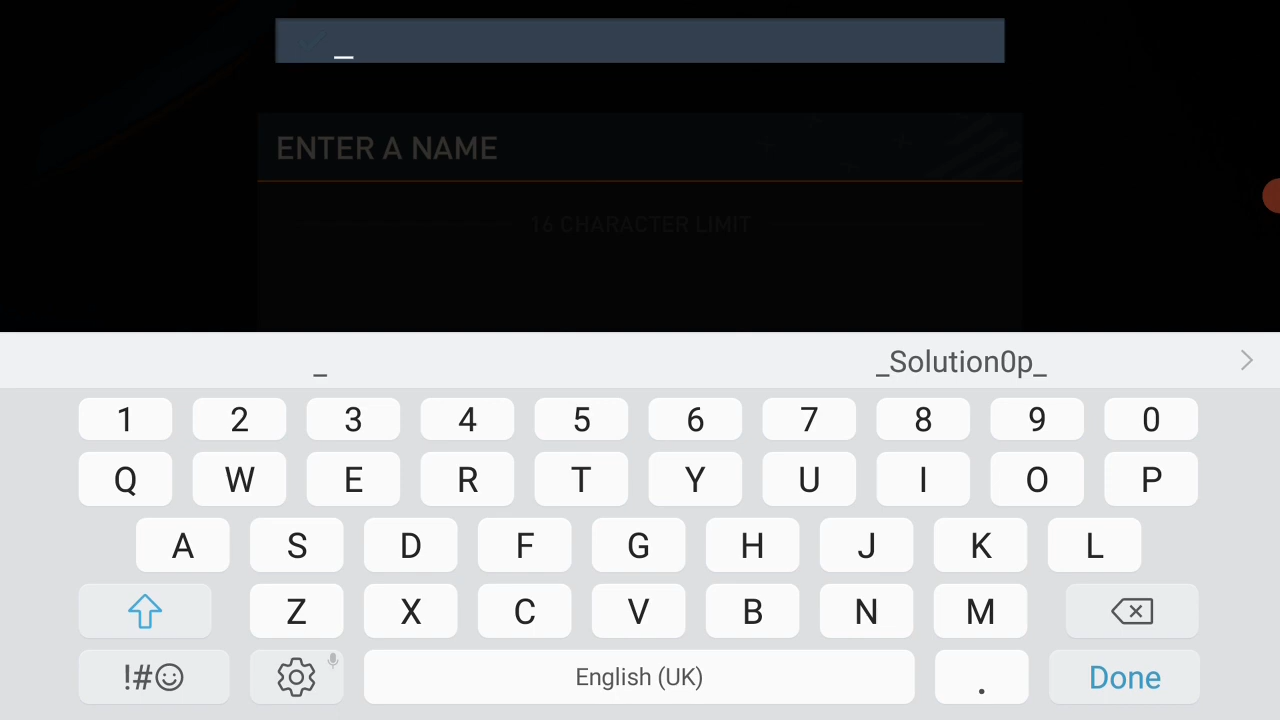 _
ENTER A NAME
16 CHARACTER LIMIT
_ _Solution0p_
1 2 3 4 5 6 7 8 9 0
Q W E R T Y U I O P
A S D F G H J K L
Z X C V B N M
!#☺ English (UK) . Done